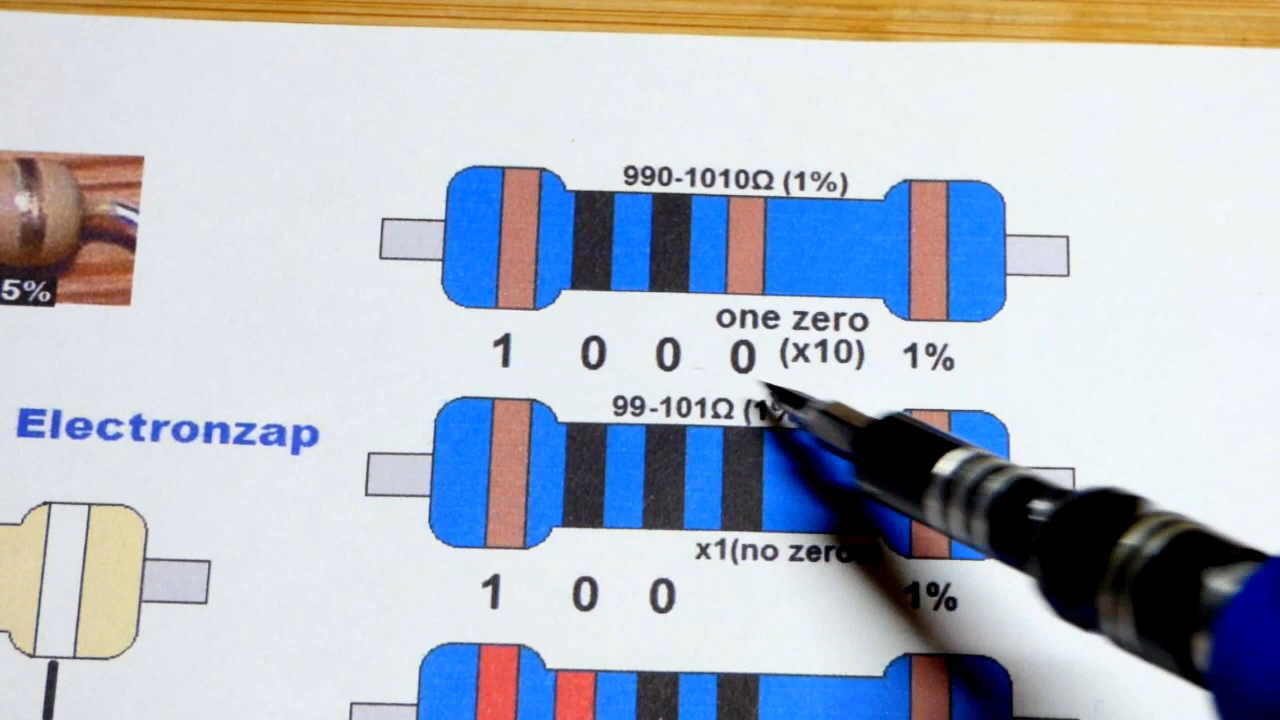 990-1010Ω (1%)
5%
one zero
1 0 0 0 (x10) 1%
99-101Ω
Electronzap
x1(no
1 0 0 1%